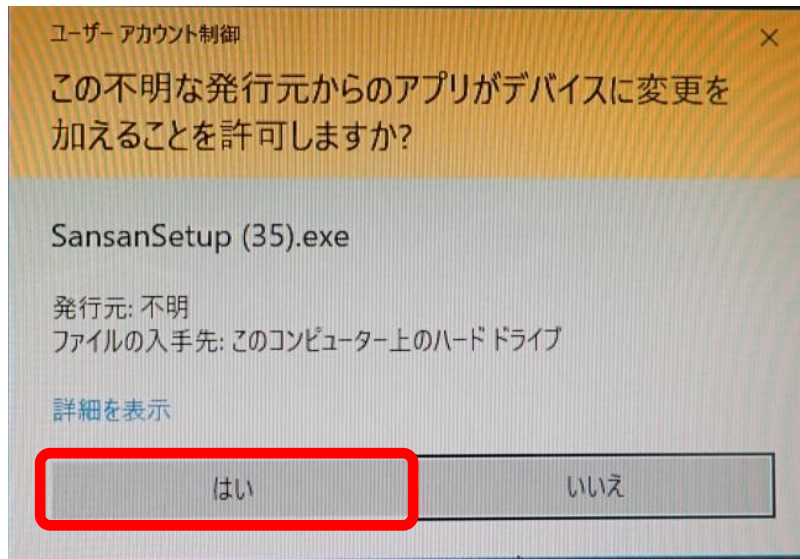 ユーザー アカウント制御
この不明な発行元からのアプリがデバイスに変更を
加えることを許可しますか?
SansanSetup (35).exe
発行元: 不明
ファイルの入手先: このコンピューター上のハード ドライブ
詳細を表示
はい
いいえ